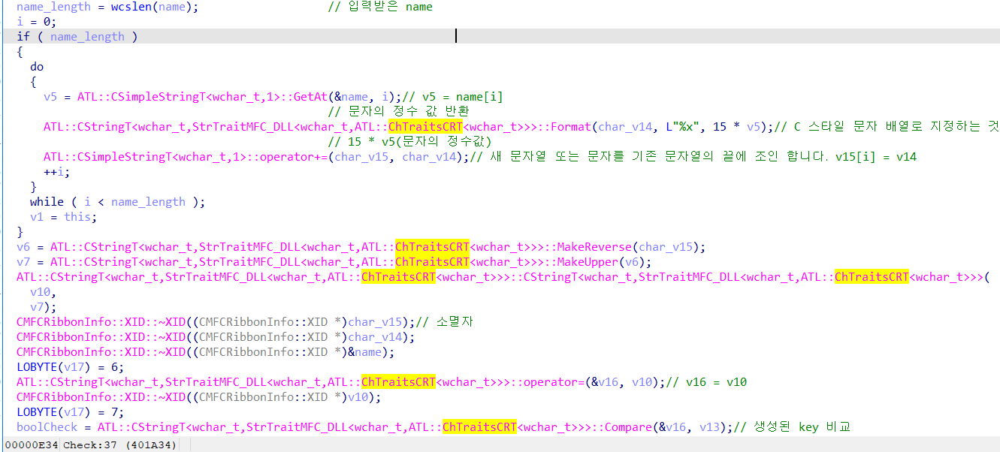 name_length = wcslen(name); // 입력받은 name
i = 0;
if ( name_length )
{
do
{
v5 = ATL::CSimpleStringT<wchar_t,1>::GetAt(&name, i);// v5 = name[i]
// 문자의 정수 값 반환
ATL::CStringT<wchar_t,StrTraitMFC_DLL<wchar_t,ATL::ChTraitsCRT<wchar_t>>>::Format(char_v14, L"%x", 15 * v5);// C 스타일 문자 배열로 지정하는 것
// 15 * v5(문자의 정수값)
ATL::CSimpleStringT<wchar_t,1>::operator+=(char_v15, char_v14);// 새 문자열 또는 문자를 기존 문자열의 끝에 조인 합니다. v15[i] = v14
++i;
}
while ( i < name_length );
v1 = this;
}
v6 = ATL::CStringT<wchar_t,StrTraitMFC_DLL<wchar_t,ATL::ChTraitsCRT<wchar_t>>>::MakeReverse(char_v15);
v7 = ATL::CStringT<wchar_t,StrTraitMFC_DLL<wchar_t,ATL::ChTraitsCRT<wchar_t>>>::MakeUpper(v6);
ATL::CStringT<wchar_t,StrTraitMFC_DLL<wchar_t,ATL::ChTraitsCRT<wchar_t>>>::CStringT<wchar_t,StrTraitMFC_DLL<wchar_t,ATL::ChTraitsCRT<wchar_t>>>(
v10,
v7);
CMFCRibbonInfo::XID::~XID((CMFCRibbonInfo::XID *)char_v15);// 소멸자
CMFCRibbonInfo::XID::~XID((CMFCRibbonInfo::XID *)char_v14);
CMFCRibbonInfo::XID::~XID((CMFCRibbonInfo::XID *)&name);
LOBYTE(v17) = 6;
ATL::CStringT<wchar_t,StrTraitMFC_DLL<wchar_t,ATL::ChTraitsCRT<wchar_t>>>::operator=(&v16, v10);// v16 = v10
CMFCRibbonInfo::XID::~XID((CMFCRibbonInfo::XID *)v10);
LOBYTE(v17) = 7;
boolCheck = ATL::CStringT<wchar_t,StrTraitMFC_DLL<wchar_t,ATL::ChTraitsCRT<wchar_t>>>::Compare(&v16, v13);// 생성된 key 비교
00000E34 Check:37 (401A34)